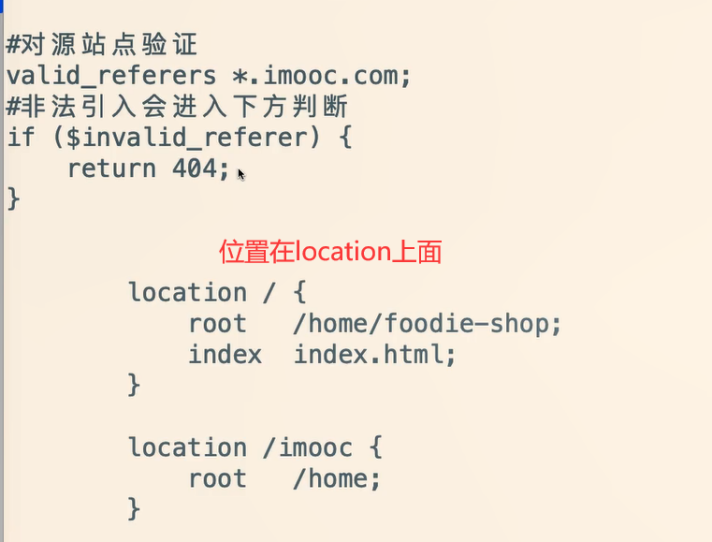 #对源站点验证
valid_referers *.imooc.com;
#非法引入会进入下方判断
if ($invalid_referer) {
    return 404;
}
位置在location上面
        location / {
            root   /home/foodie-shop;
            index  index.html;
        }
        location /imooc {
            root   /home;
        }